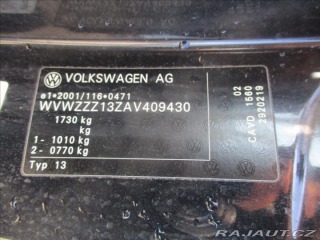 VOLKSWAGEN AG
e1*2001/116*0471
WVWZZZ13ZAV409430
1730 kg
kg
1- 1010 kg
2- 0770 kg
Typ 13
02
CAVD 1560
2920219
RAJAUT.CZ